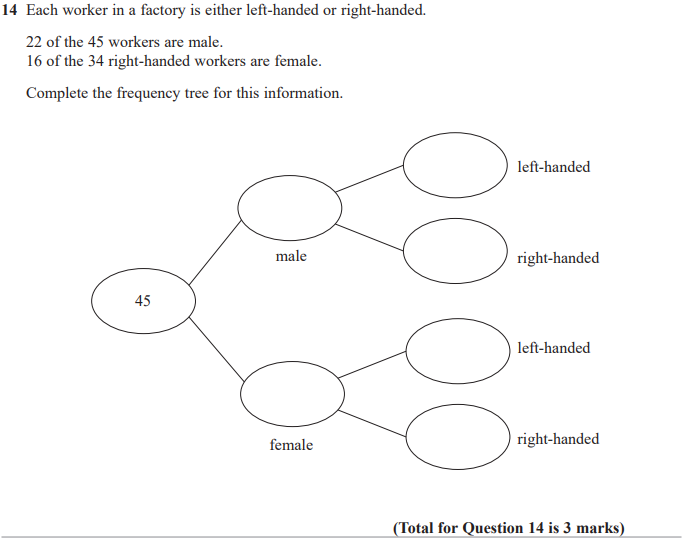 14 Each worker in a factory is either left-handed or right-handed.
22 of the 45 workers are male.
16 of the 34 right-handed workers are female.
Complete the frequency tree for this information.
left-handed
male
right-handed
45
left-handed
female
right-handed
(Total for Question 14 is 3 marks)